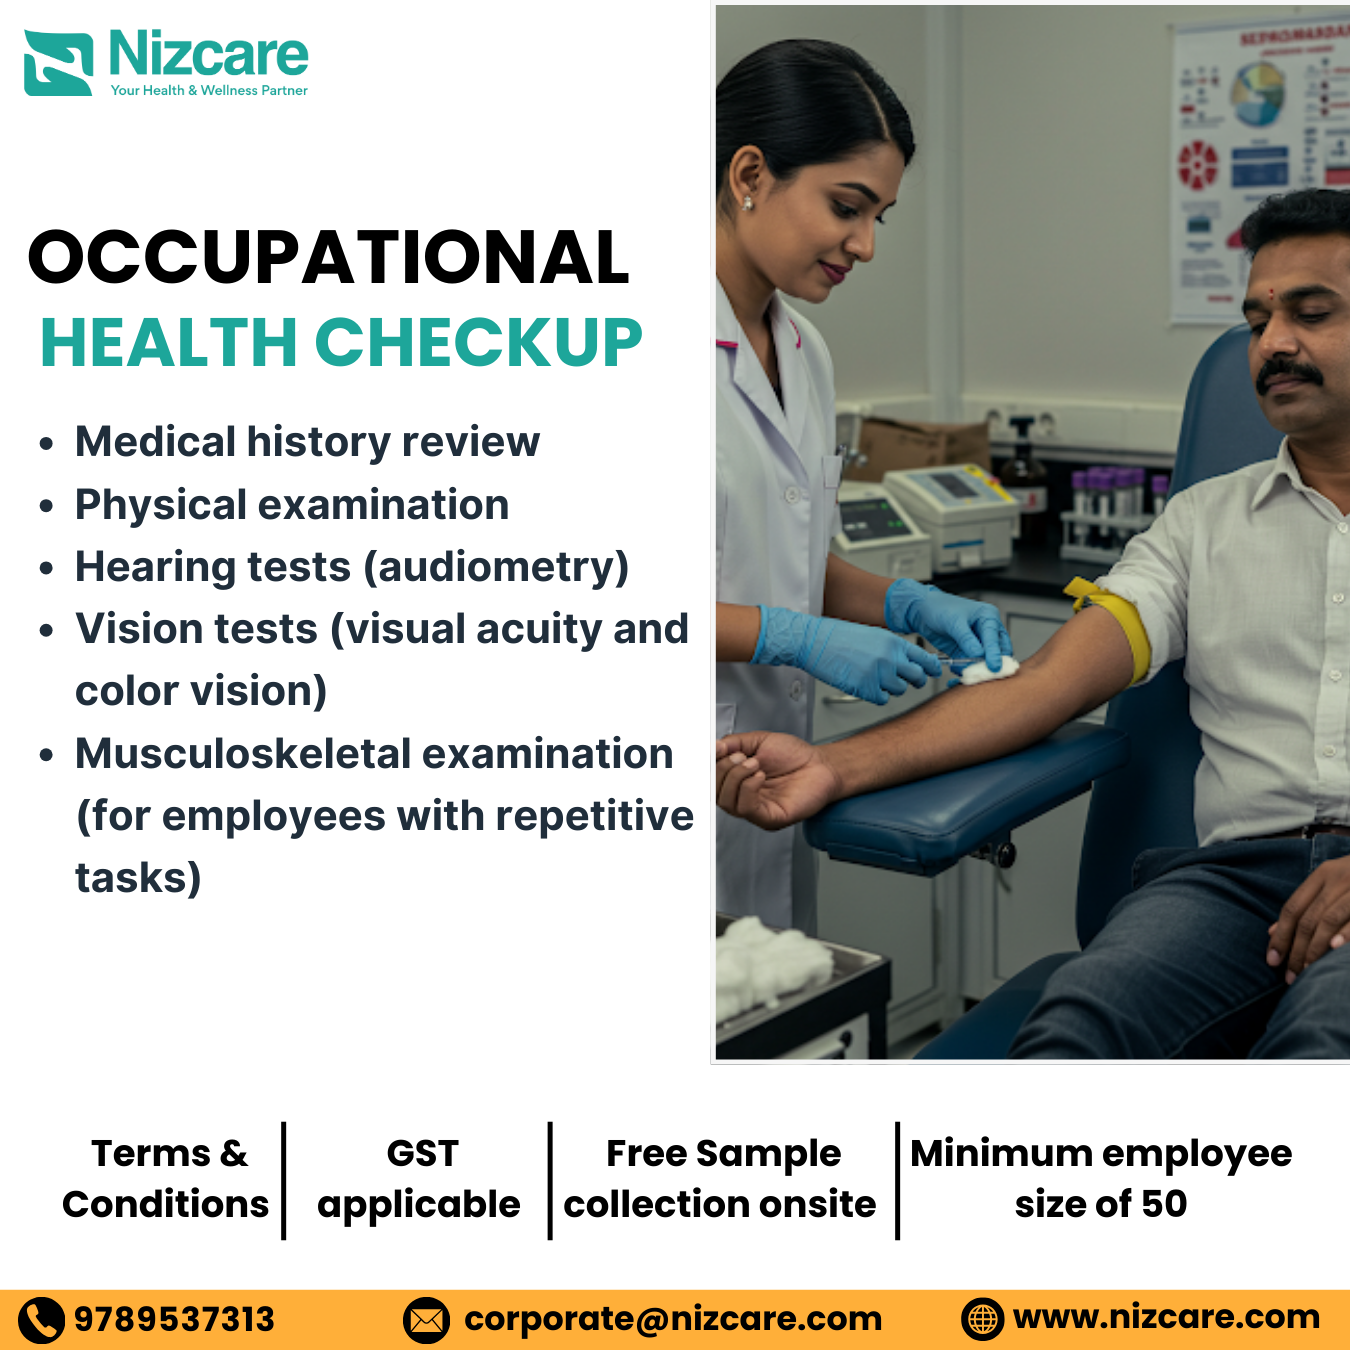 Nizcare
Your Health & Wellness Partner
OCCUPATIONAL
HEALTH CHECKUP
• Medical history review
• Physical examination
• Hearing tests (audiometry)
• Vision tests (visual acuity and
color vision)
• Musculoskeletal examination
(for employees with repetitive
tasks)
Terms &
Conditions
GST
applicable
Free Sample
collection onsite
Minimum employee
size of 50
9789537313
corporate@nizcare.com
www.nizcare.com